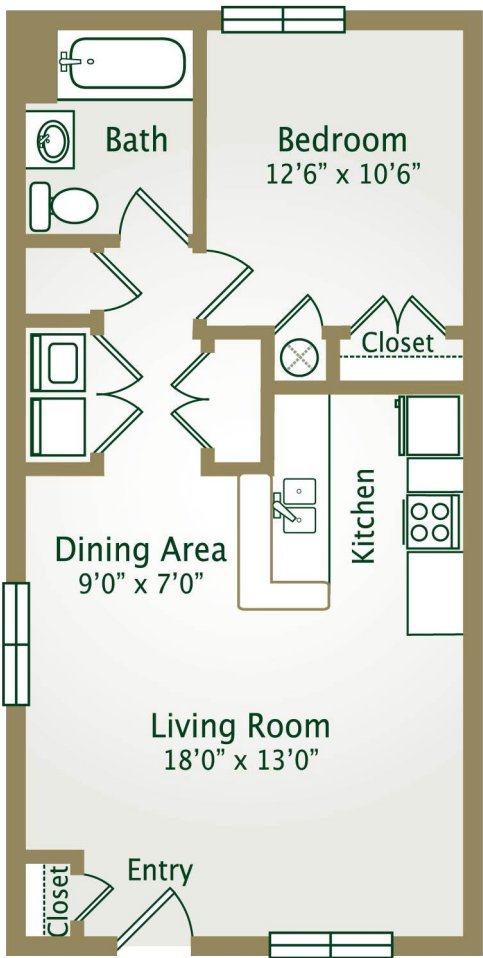 Bath
Bedroom
12'6” x 10'6”
Closet
Kitchen
Dining Area
9'0” x 7'0”
Living Room
18'0” x 13'0”
Entry
Closet